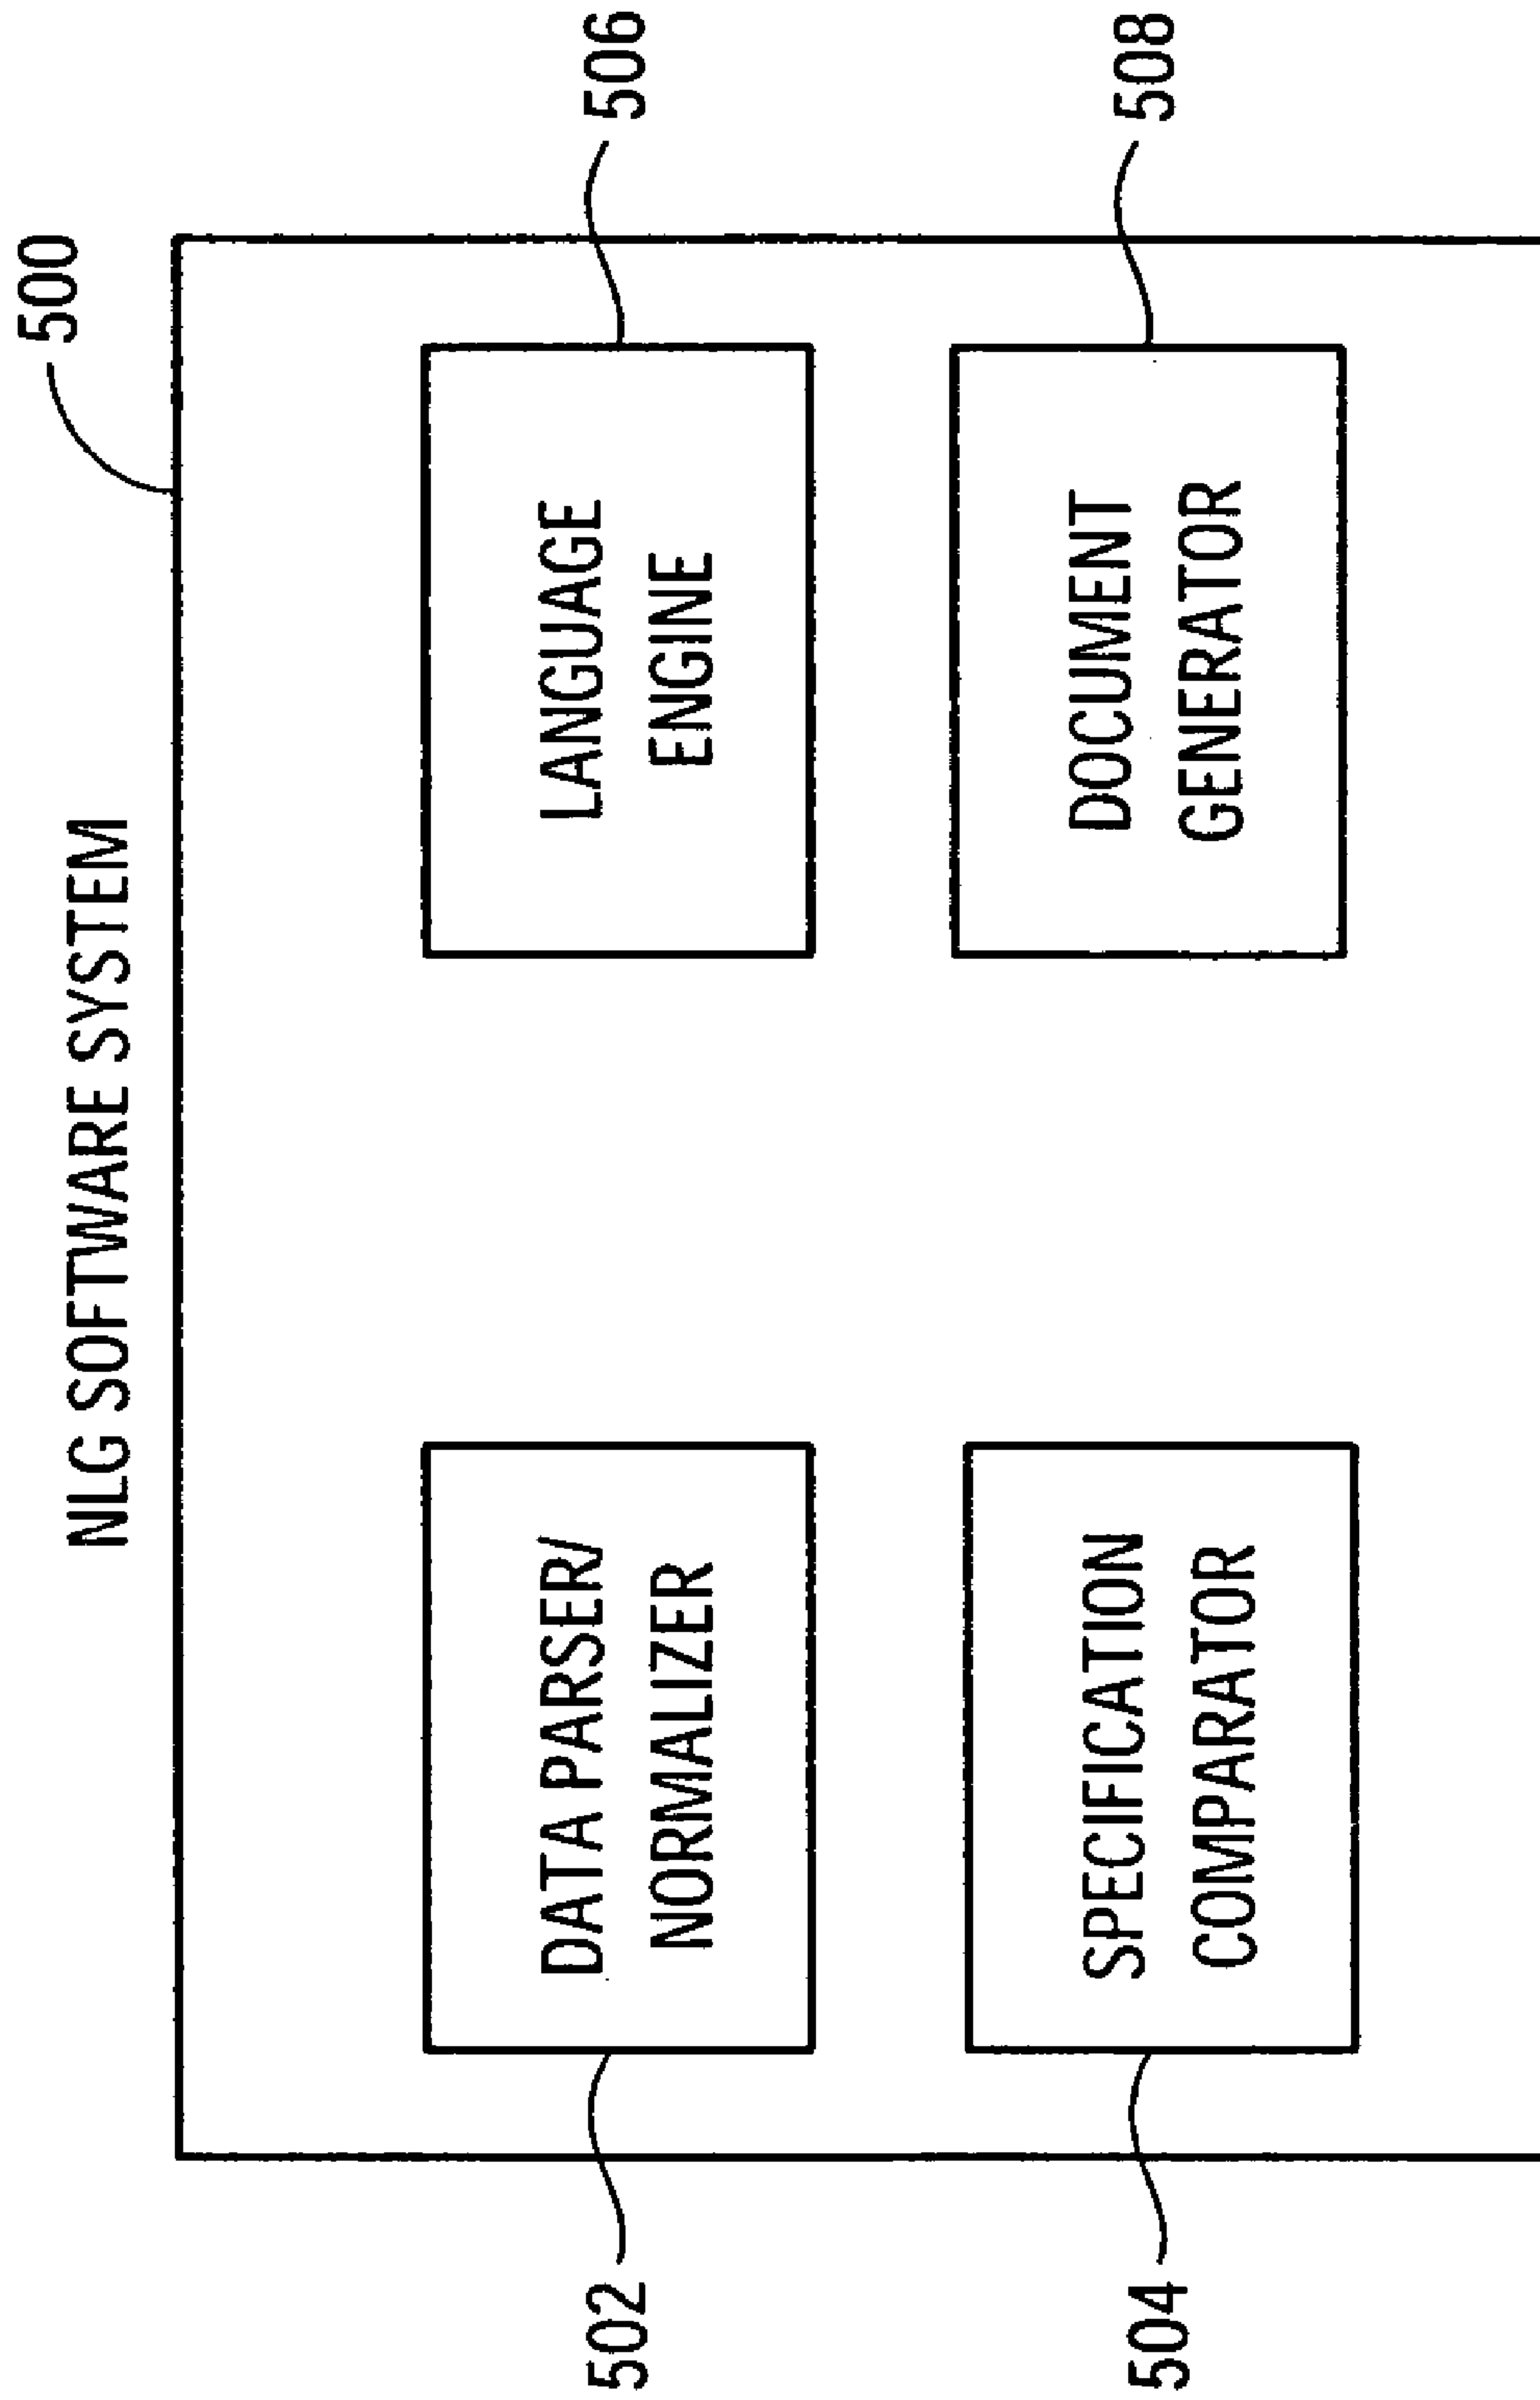 NLG SOFTWARE SYSTEM
500
502
DATA PARSER/
NORMALIZER
LANGUAGE
ENGINE
506
504
SPECIFICATION
COMPARATOR
DOCUMENT
GENERATOR
508